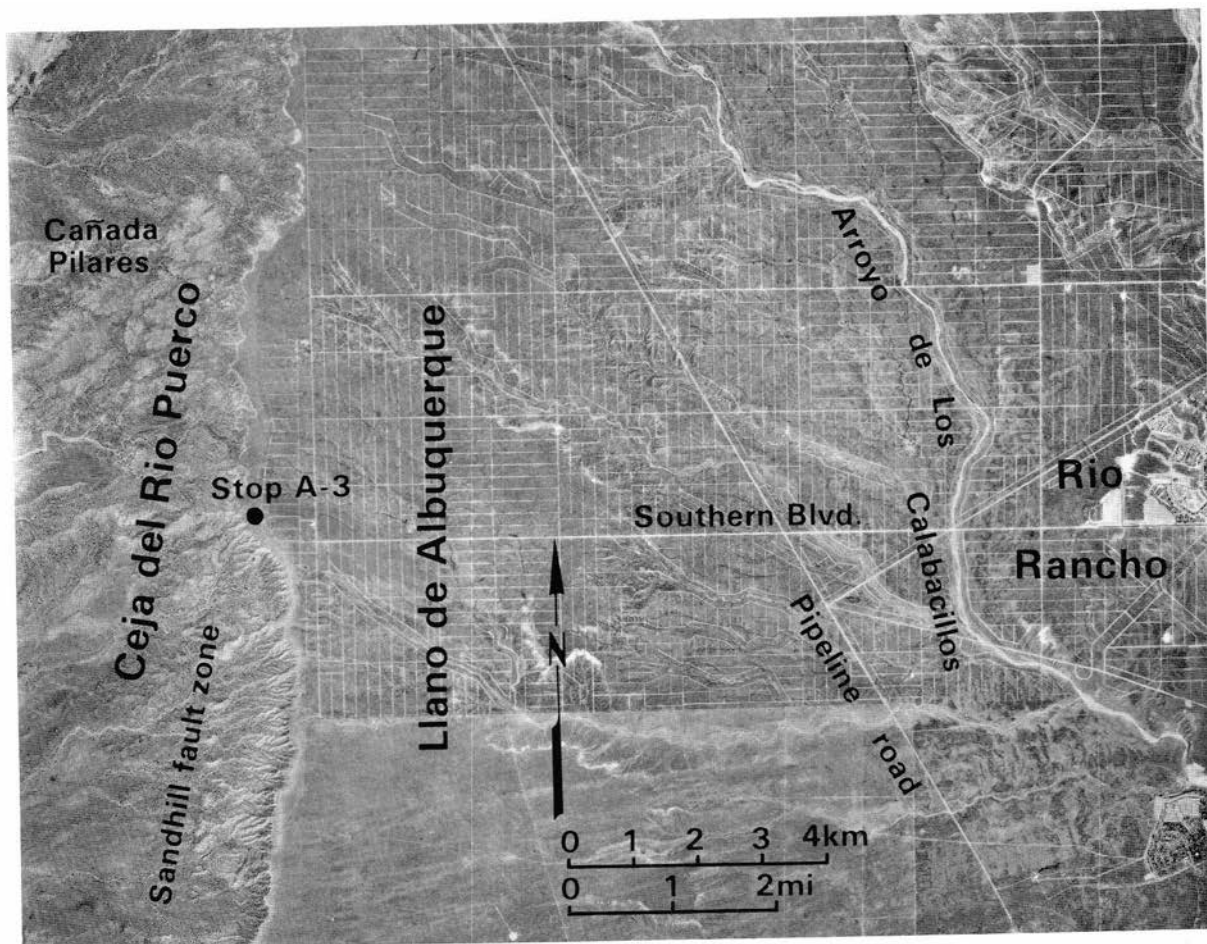 Cañada
Pilares
Ceja del Rio Puerco
Stop A-3
Sandhill fault zone
Llano de Albuquerque
Arroyo
de
Los
Calabacillos
Southern Blvd.
Rio
Rancho
Pipeline
road
N
0 1 2 3 4km
0 1 2mi